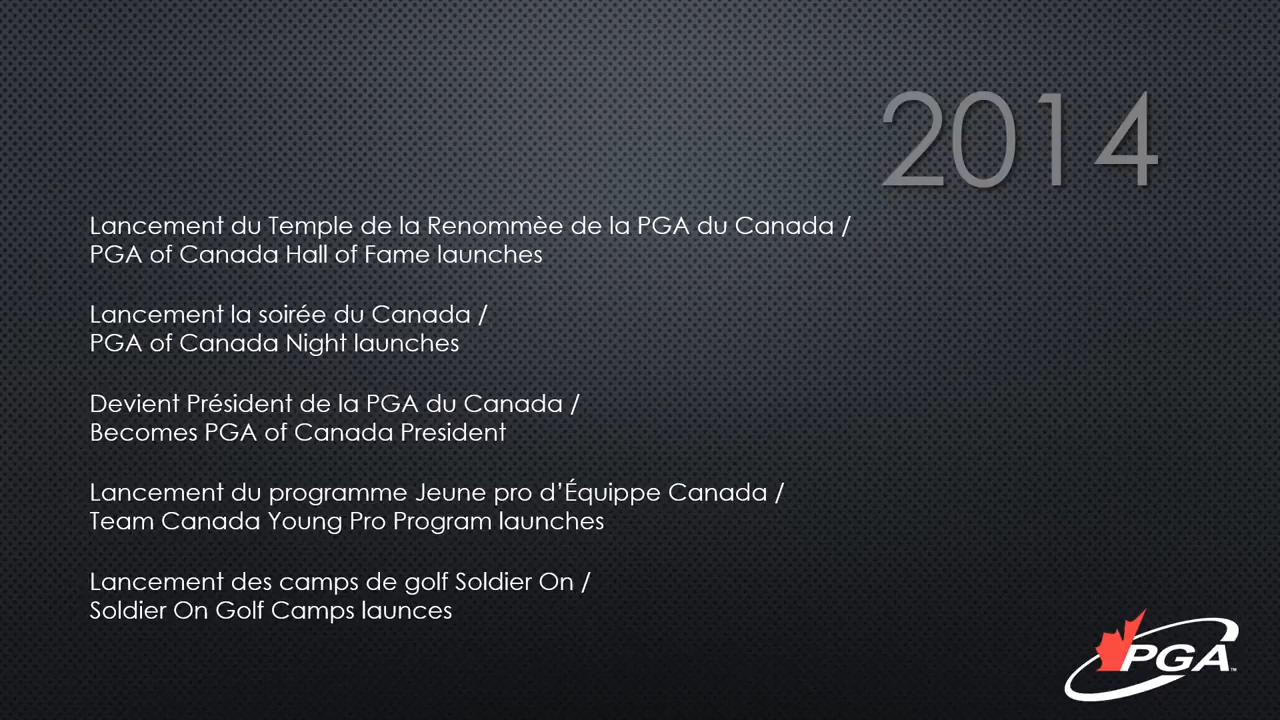 2014
Lancement du Temple de la Renommèe de la PGA du Canada /
PGA of Canada Hall of Fame launches
Lancement la soirée du Canada /
PGA of Canada Night launches
Devient Président de la PGA du Canada /
Becomes PGA of Canada President
Lancement du programme Jeune pro d’Équippe Canada /
Team Canada Young Pro Program launches
Lancement des camps de golf Soldier On /
Soldier On Golf Camps launces
PGA™